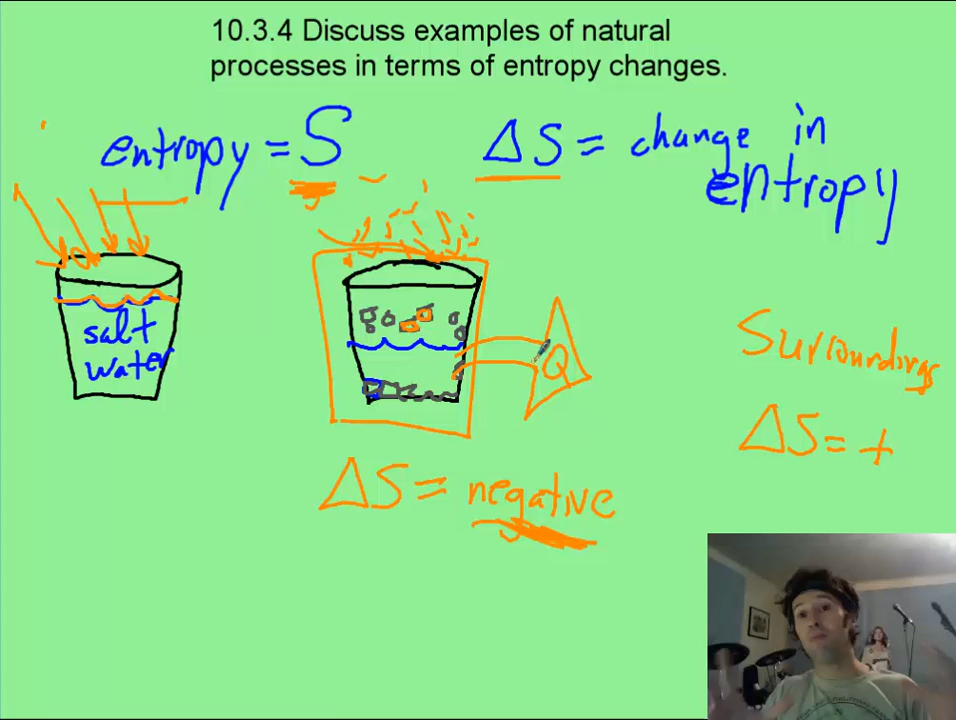 10.3.4 Discuss examples of natural
processes in terms of entropy changes.
entropy = S
ΔS = change in
entropy
salt
water
Q
Surroundings
ΔS = +
ΔS = negative